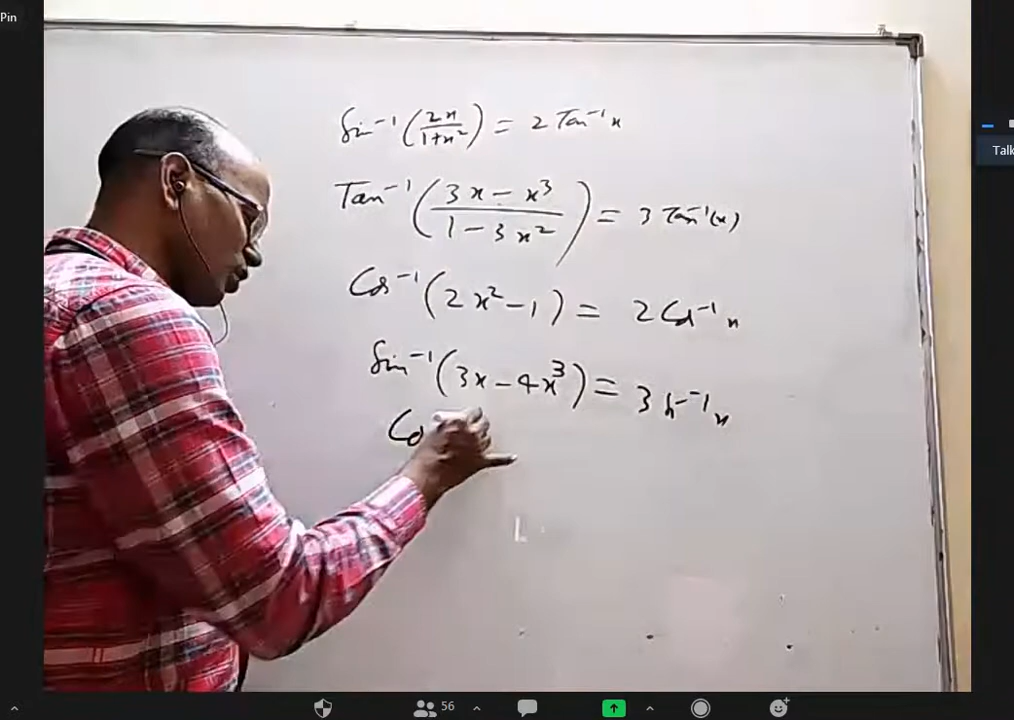 Pin
Talk
Sin⁻¹(2x/1+x²) = 2 Tan⁻¹x
Tan⁻¹(3x - x³/1 - 3x²) = 3 Tan⁻¹(x)
Cos⁻¹(2x² - 1) = 2 Cos⁻¹x
Sin⁻¹(3x - 4x³) = 3 s⁻¹x
Co
56